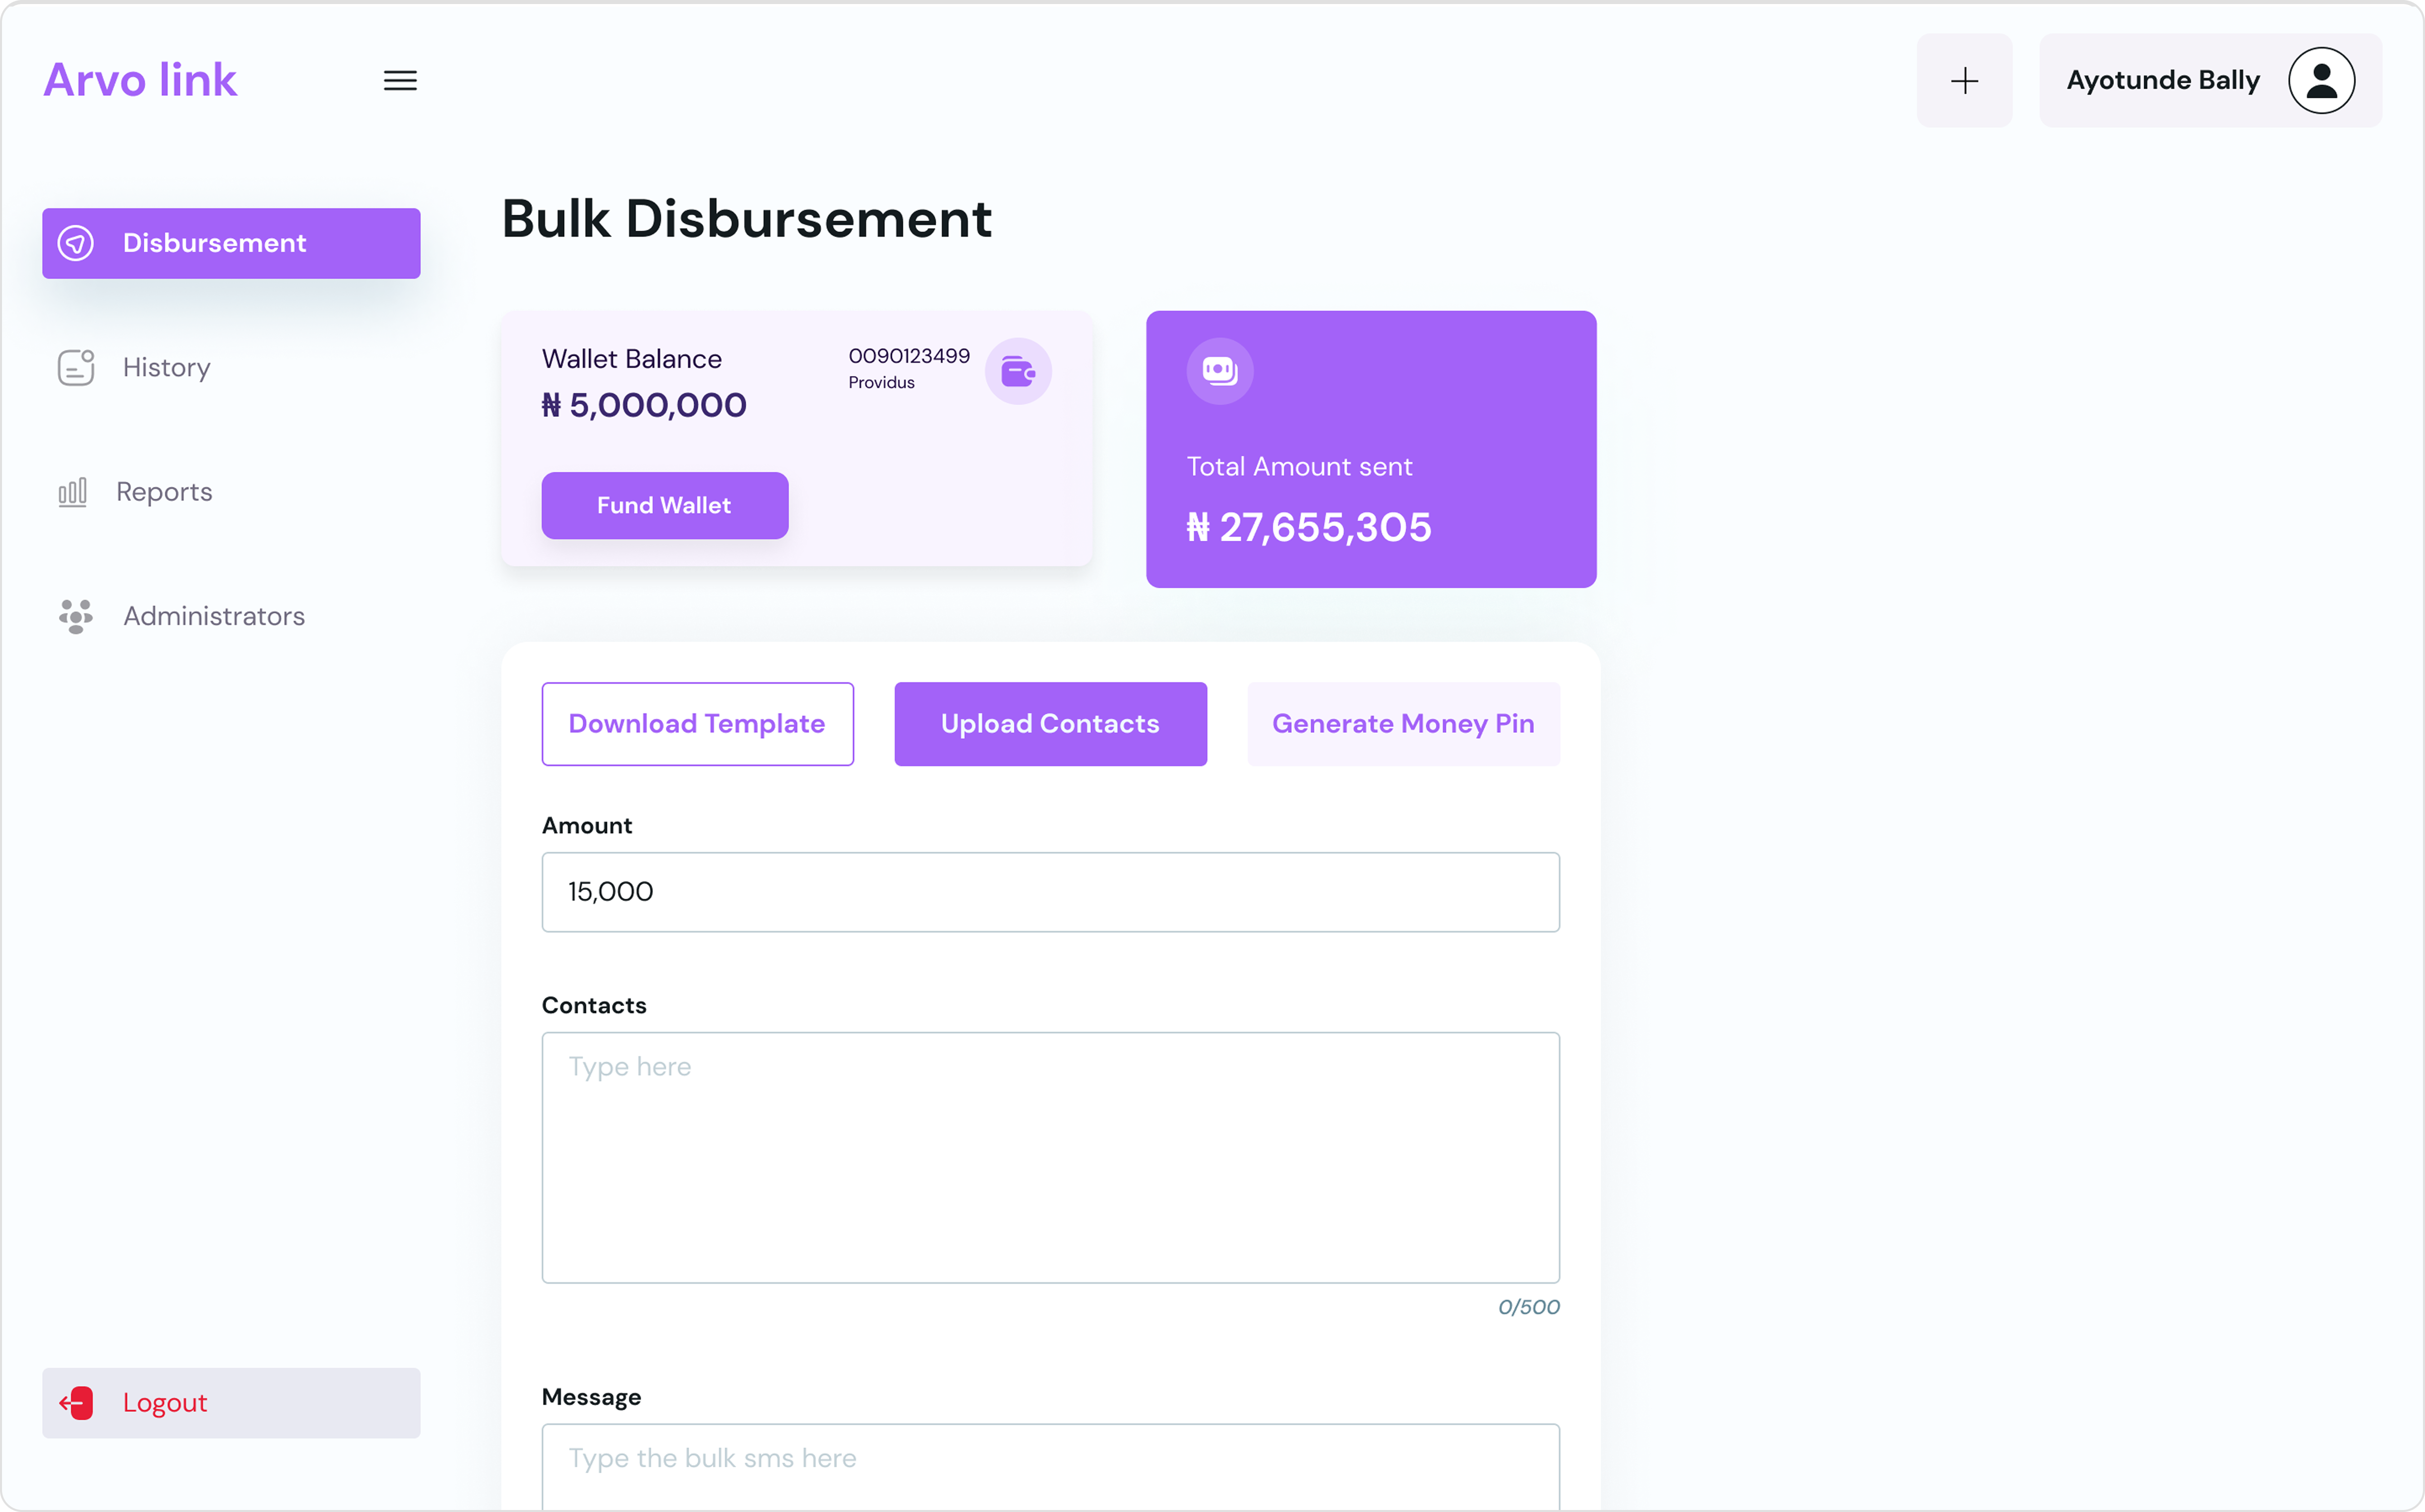 Arvo link
Ayotunde Bally
Disbursement
History
Reports
Administrators
Logout
Bulk Disbursement
Wallet Balance
₦ 5,000,000
0090123499
Providus
Fund Wallet
Total Amount sent
₦ 27,655,305
Download Template
Upload Contacts
Generate Money Pin
Amount
15,000
Contacts
Type here
0/500
Message
Type the bulk sms here